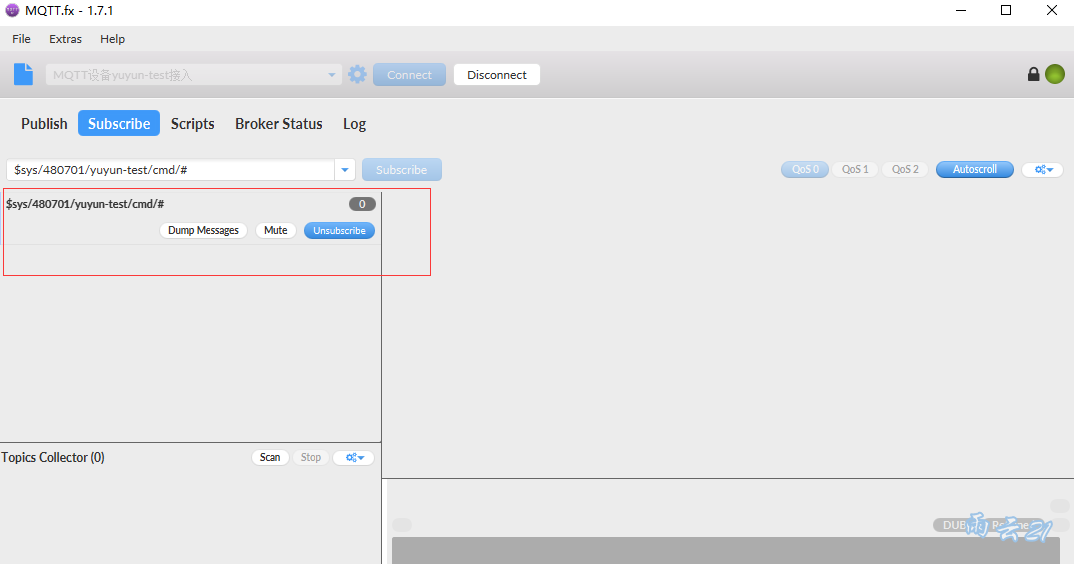 MQTT.fx - 1.7.1
File Extras Help
MQTT设备yuyun-test接入 Connect Disconnect
Publish Subscribe Scripts Broker Status Log
$sys/480701/yuyun-test/cmd/# Subscribe QoS 0 QoS 1 QoS 2 Autoscroll
$sys/480701/yuyun-test/cmd/# 0
Dump Messages Mute Unsubscribe
Topics Collector (0) Scan Stop
雨云21